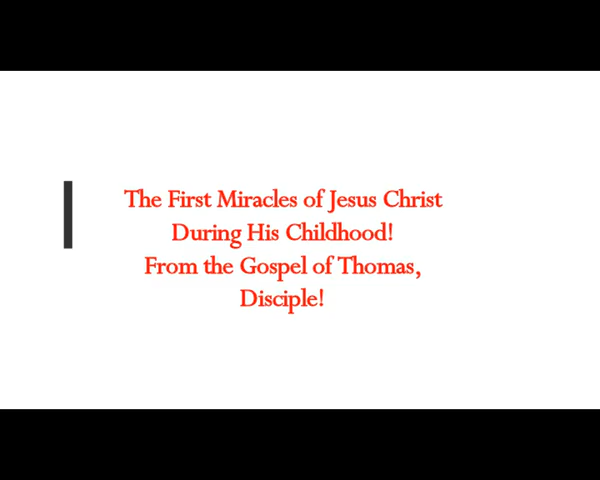 The First Miracles of Jesus Christ
During His Childhood!
From the Gospel of Thomas,
Disciple!